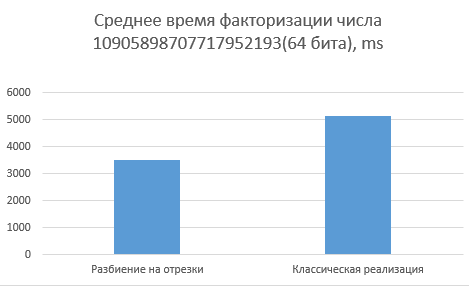 Среднее время факторизации числа
10905898707717952193(64 бита), ms
6000
5000
4000
3000
2000
1000
0
Разбиение на отрезки
Классическая реализация